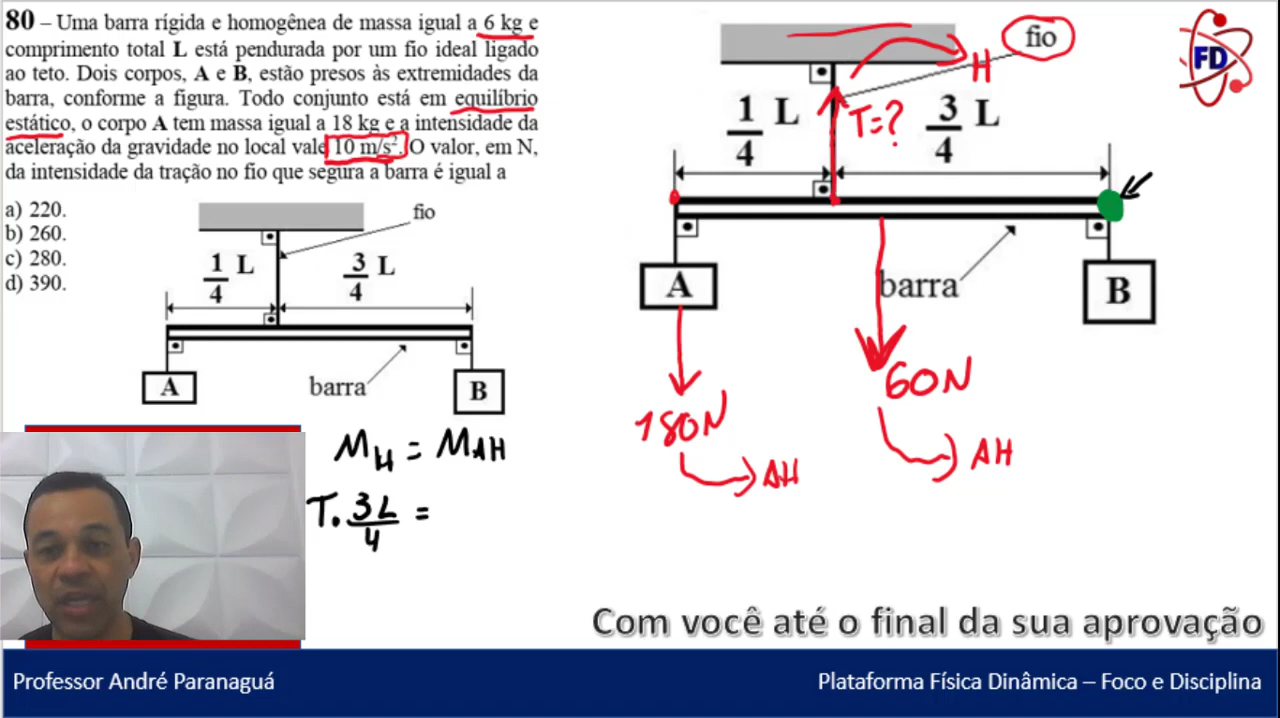 80 – Uma barra rígida e homogênea de massa igual a 6 kg e
comprimento total L está pendurada por um fio ideal ligado
ao teto. Dois corpos, A e B, estão presos às extremidades da
barra, conforme a figura. Todo conjunto está em equilíbrio
estático, o corpo A tem massa igual a 18 kg e a intensidade da
aceleração da gravidade no local vale 10 m/s². O valor, em N,
da intensidade da tração no fio que segura a barra é igual a
a) 220.
b) 260.
c) 280.
d) 390.
fio
1/4 L
3/4 L
barra
A
B
fio
H
FD
1/4 L
T=?
3/4 L
A
barra
B
60N
180N
AH
AH
M_H = M_AH
T. 3L/4 =
Com você até o final da sua aprovação
Professor André Paranaguá
Plataforma Física Dinâmica – Foco e Disciplina